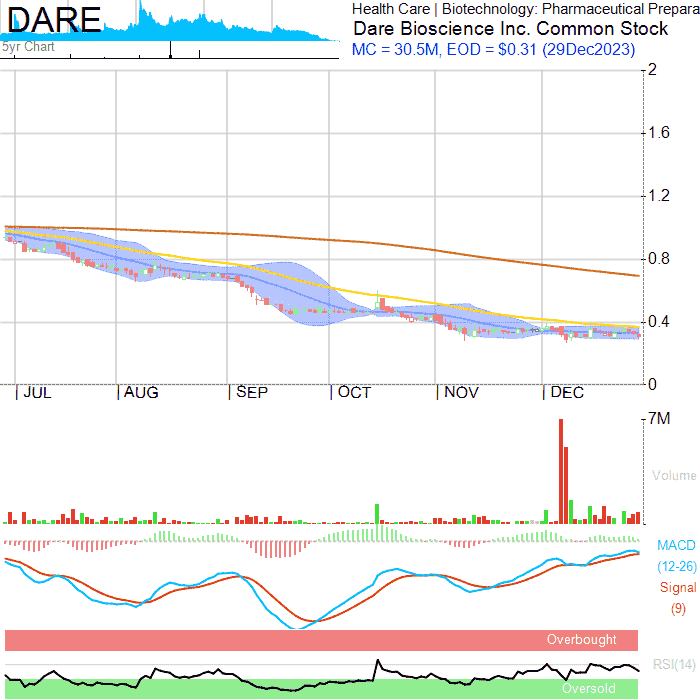 DARE
5yr Chart
Health Care | Biotechnology: Pharmaceutical Prepara
Dare Bioscience Inc. Common Stock
MC = 30.5M, EOD = $0.31 (29Dec2023)
2
1.6
1.2
0.8
0.4
0
| JUL | AUG | SEP | OCT | NOV | DEC
7M
Volume
MACD
(12-26)
Signal
(9)
Overbought
RSI(14)
Oversold